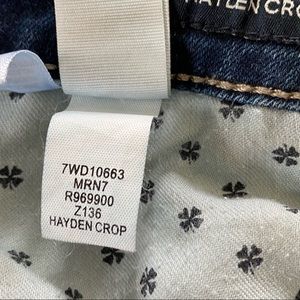 HAYDEN CROP
7WD10663
MRN7
R969900
Z136
HAYDEN CROP